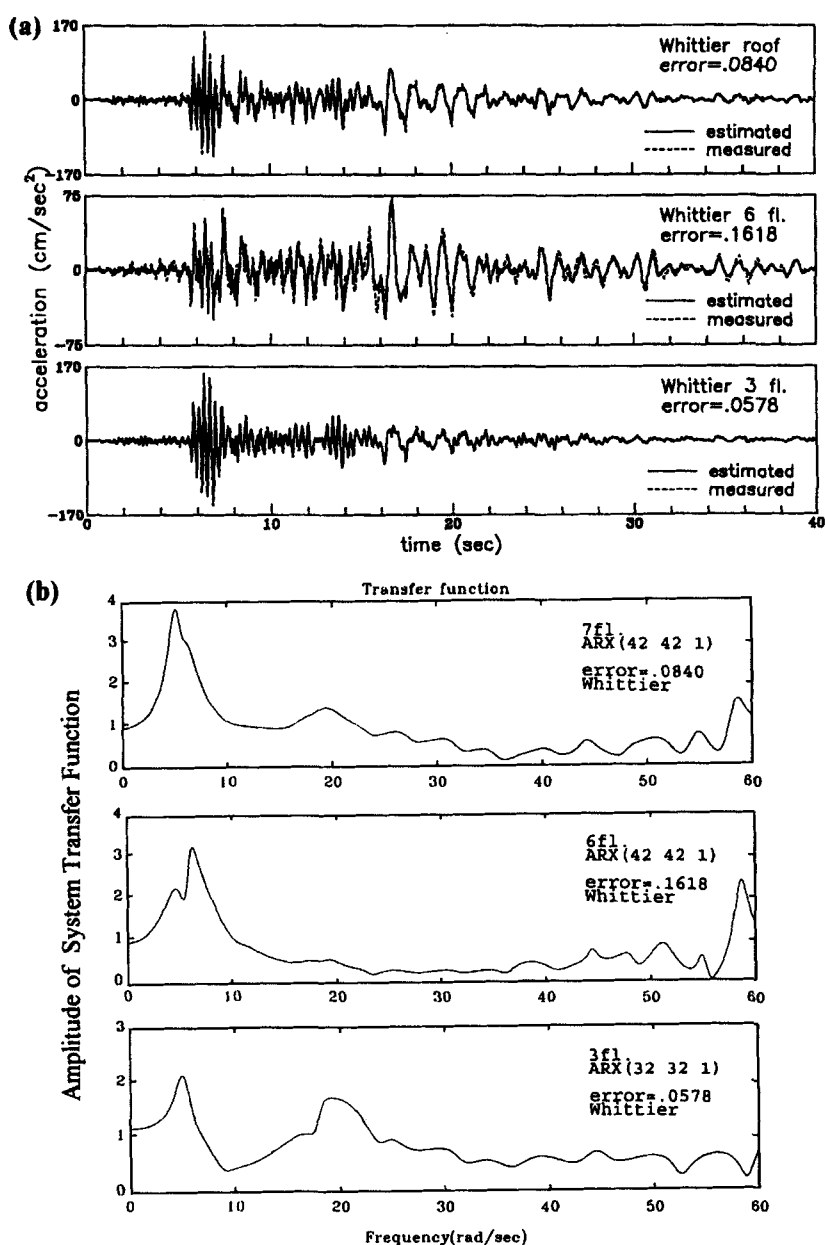 (a)
170
0
170
Whittier roof
error=.0840
estimated
measured
acceleration (cm/sec²)
75
0
-75
Whittier 6 fl.
error=.1618
estimated
measured
170
0
-170
Whittier 3 fl.
error=.0578
estimated
measured
0 10 20 30 40
time (sec)
(b)
Transfer function
Amplitude of System Transfer Function
4
3
2
1
0
7fl.
ARX(42 42 1)
error=.0840
Whittier
0 10 20 30 40 50 60
4
3
2
1
0
6fl.
ARX(42 42 1)
error=.1618
Whittier
0 10 20 30 40 50 60
3
2
1
0
3fl.
ARX(32 32 1)
error=.0578
Whittier
0 10 20 30 40 50 60
Frequency(rad/sec)